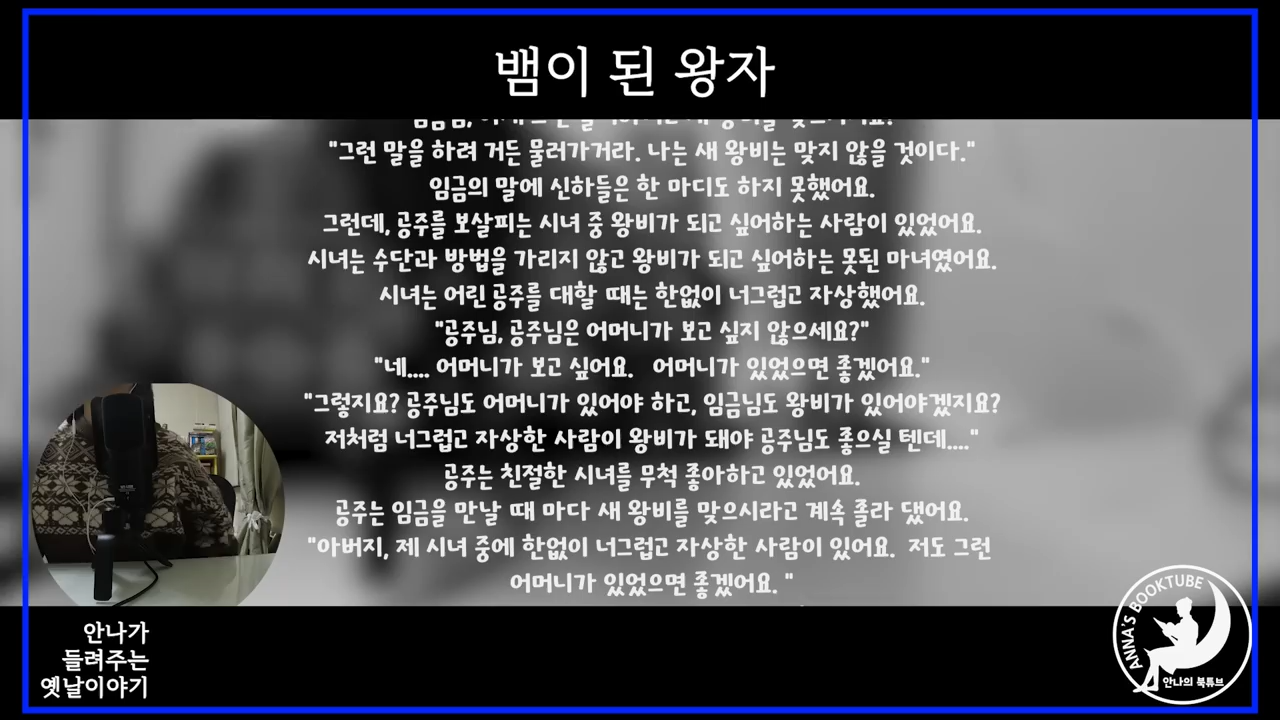 뱀이 된 왕자
"그런 말을 하려 거든 물러가거라. 나는 새 왕비는 맞지 않을 것이다."
임금의 말에 신하들은 한 마디도 하지 못했어요.
그런데, 공주를 보살피는 시녀 중 왕비가 되고 싶어하는 사람이 있었어요.
시녀는 수단과 방법을 가리지 않고 왕비가 되고 싶어하는 못된 마녀였어요.
시녀는 어린 공주를 대할 때는 한없이 너그럽고 자상했어요.
"공주님, 공주님은 어머니가 보고 싶지 않으세요?"
"네.... 어머니가 보고 싶어요. 어머니가 있었으면 좋겠어요."
"그렇지요? 공주님도 어머니가 있어야 하고, 임금님도 왕비가 있어야겠지요?
저처럼 너그럽고 자상한 사람이 왕비가 돼야 공주님도 좋으실 텐데...."
공주는 친절한 시녀를 무척 좋아하고 있었어요.
공주는 임금을 만날 때 마다 새 왕비를 맞으시라고 계속 졸라 댔어요.
"아버지, 제 시녀 중에 한없이 너그럽고 자상한 사람이 있어요. 저도 그런
어머니가 있었으면 좋겠어요. "
안나가
들려주는
옛날이야기
ANNA'S BOOKTUBE
안나의 북튜브